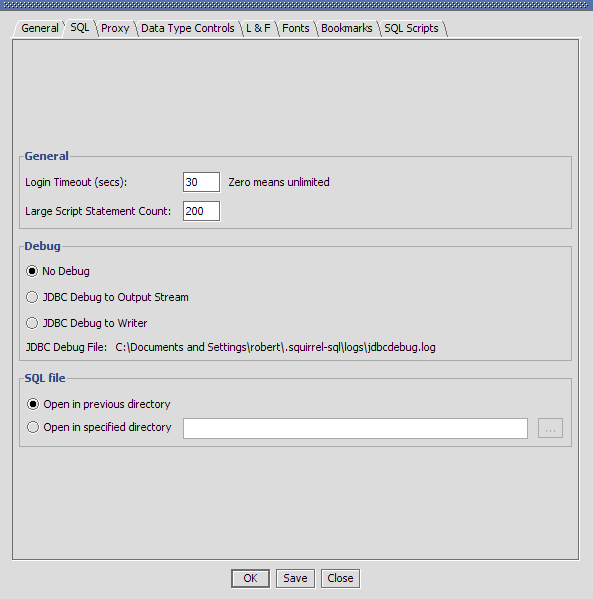 General SQL Proxy Data Type Controls L & F Fonts Bookmarks SQL Scripts
General
Login Timeout (secs): 30 Zero means unlimited
Large Script Statement Count: 200
Debug
No Debug
JDBC Debug to Output Stream
JDBC Debug to Writer
JDBC Debug File: C:\Documents and Settings\robert\.squirrel-sql\logs\jdbcdebug.log
SQL file
Open in previous directory
Open in specified directory ...
OK Save Close